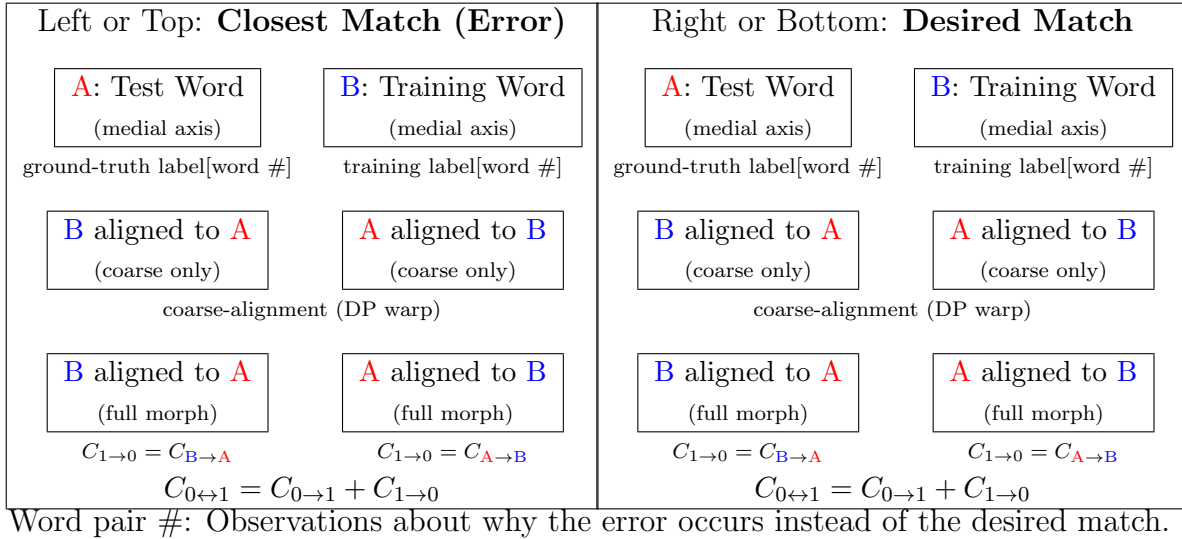 Left or Top: Closest Match (Error)
A: Test Word
(medial axis)
ground-truth label[word #]
B: Training Word
(medial axis)
training label[word #]
B aligned to A
(coarse only)
A aligned to B
(coarse only)
coarse-alignment (DP warp)
B aligned to A
(full morph)
C₁→₀ = C_B→A
A aligned to B
(full morph)
C₁→₀ = C_A→B
C₀↔₁ = C₀→₁ + C₁→₀
Right or Bottom: Desired Match
A: Test Word
(medial axis)
ground-truth label[word #]
B: Training Word
(medial axis)
training label[word #]
B aligned to A
(coarse only)
A aligned to B
(coarse only)
coarse-alignment (DP warp)
B aligned to A
(full morph)
C₁→₀ = C_B→A
A aligned to B
(full morph)
C₁→₀ = C_A→B
C₀↔₁ = C₀→₁ + C₁→₀
Word pair #: Observations about why the error occurs instead of the desired match.